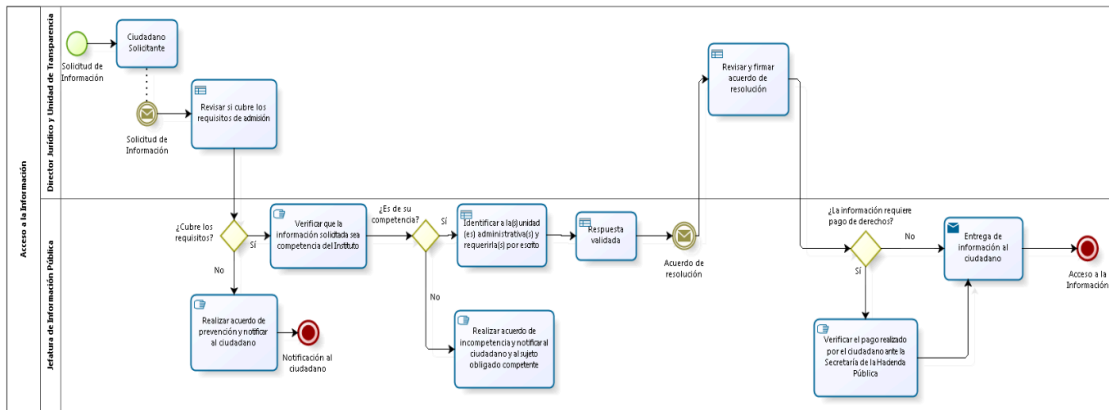 Acceso a la Información
Director Jurídico y Unidad de Transparencia
Solicitud de
Información
Ciudadano
Solicitante
Solicitud de
Información
Revisar si cubre los
requisitos de admisión
Revisar y firmar
acuerdo de
resolución
Jefatura de Información Pública
¿Cubre los
requisitos?
Sí
No
Verificar que la
información solicitada sea
competencia del Instituto
¿Es de su
competencia?
Sí
No
Identificar a la(s)unidad
(es) administrativa(s) y
requerirla(s) por escrito
Respuesta
validada
Acuerdo de
resolución
¿La información requiere
pago de derechos?
No
Sí
Entrega de
información al
ciudadano
Acceso a la
Información
Realizar acuerdo de
prevención y notificar
al ciudadano
Notificación al
ciudadano
Realizar acuerdo de
incompetencia y notificar al
ciudadano y al sujeto
obligado competente
Verificar el pago realizado
por el ciudadano ante la
Secretaría de la Hacienda
Pública